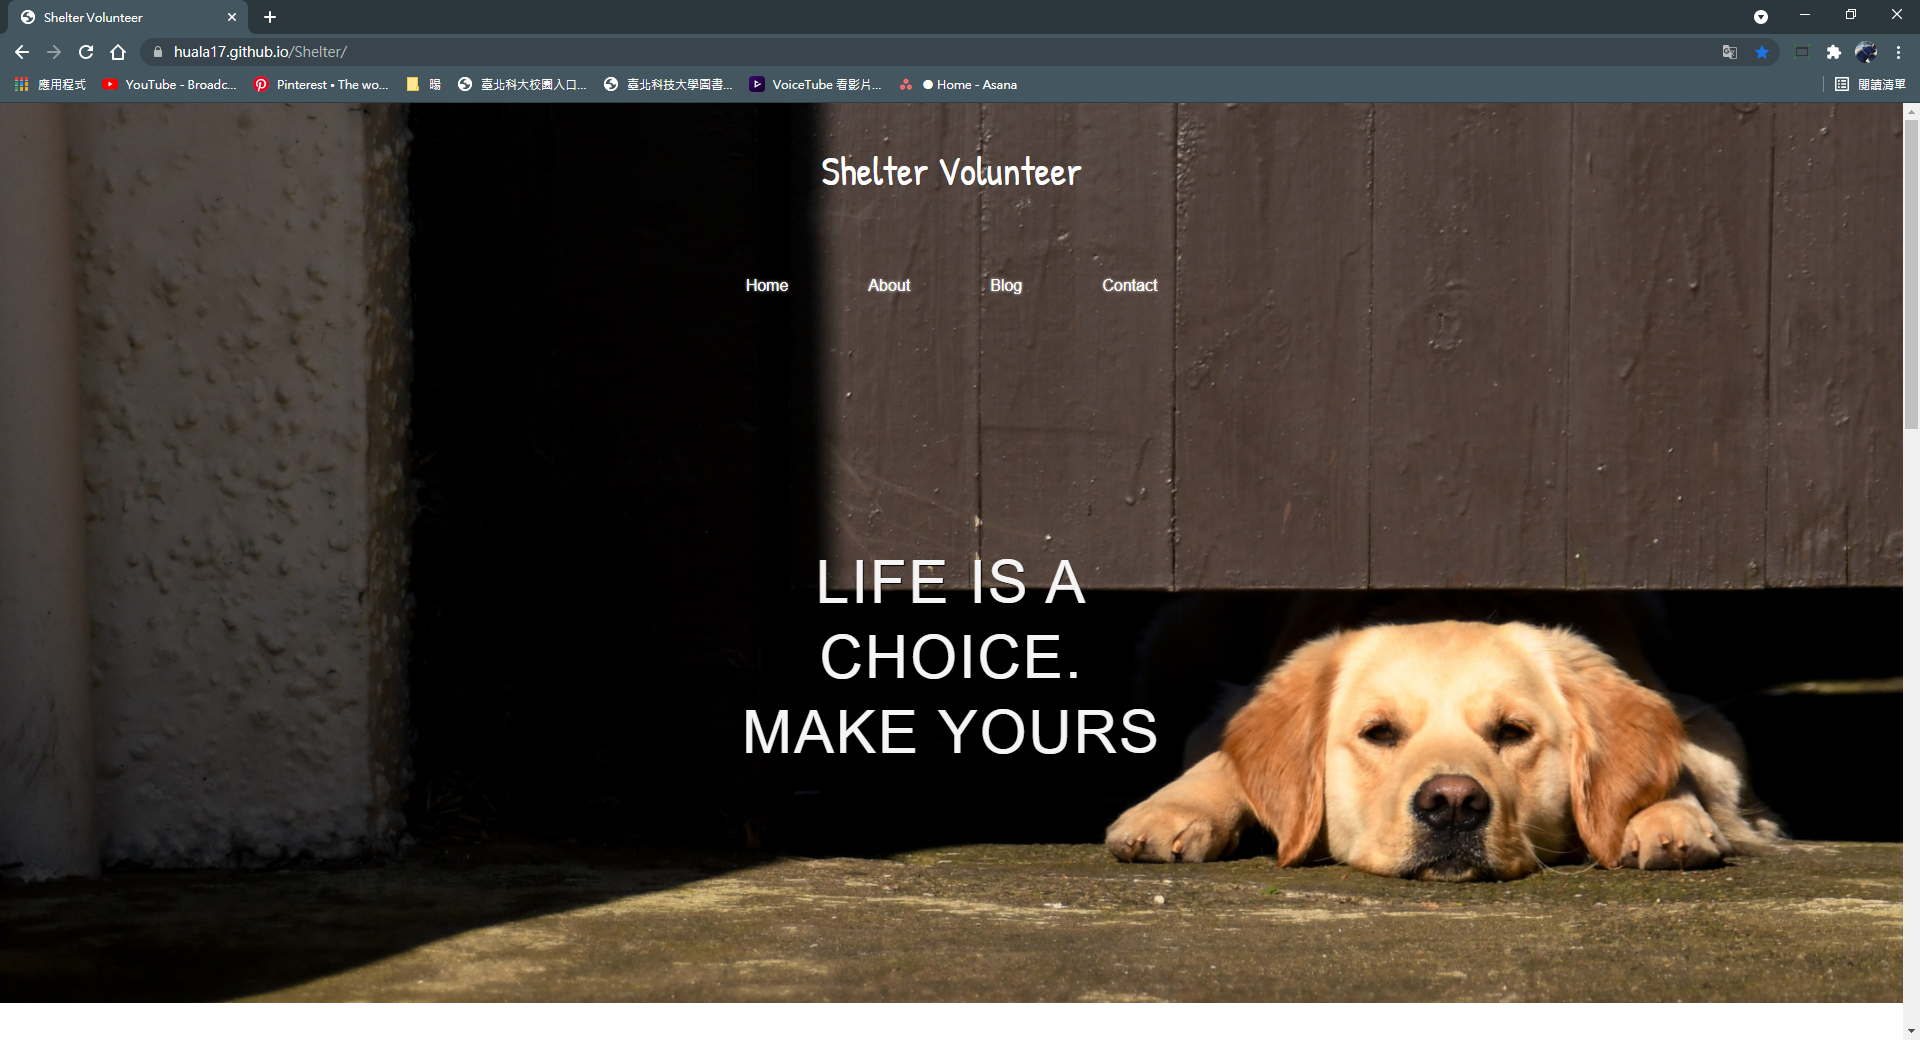 Shelter Volunteer
huala17.github.io/Shelter/
應用程式
YouTube - Broadc...
Pinterest • The wo...
暘
臺北科大校園入口...
臺北科技大學圖書...
VoiceTube 看影片...
Home - Asana
閱讀清單
Shelter Volunteer
Home About Blog Contact
LIFE IS A
CHOICE.
MAKE YOURS